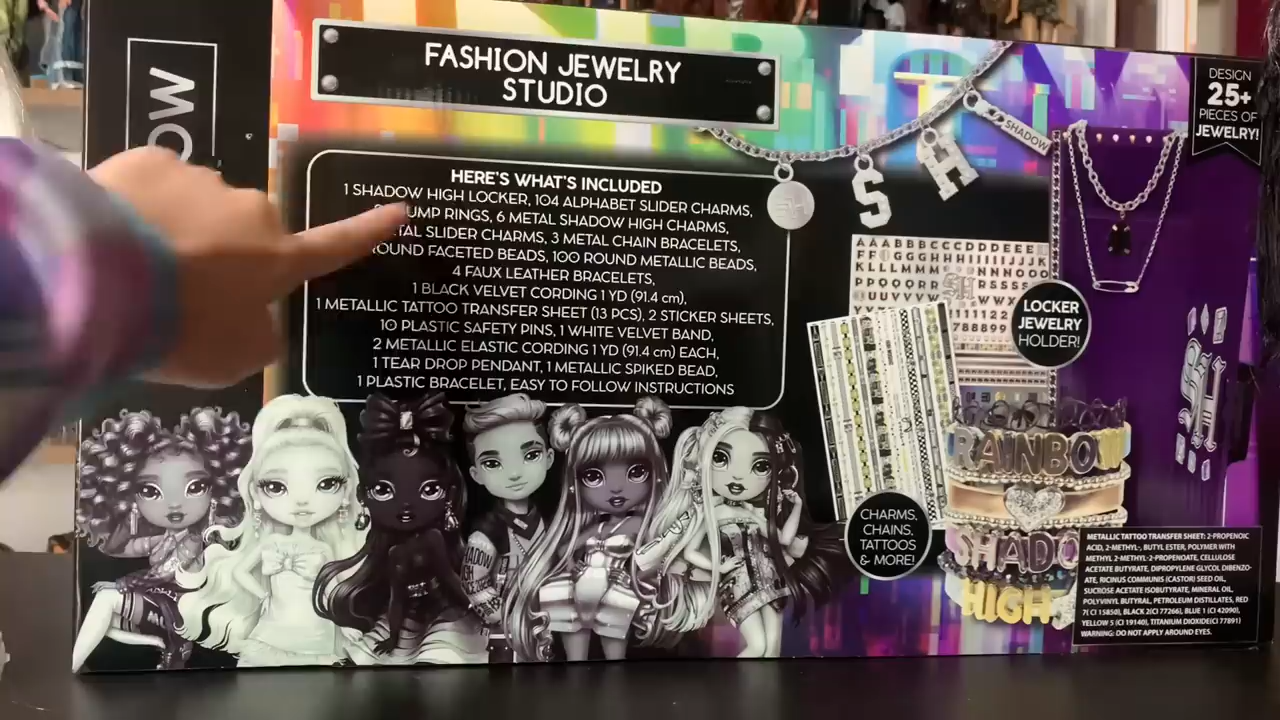 OW
FASHION JEWELRY
STUDIO
HERE'S WHAT'S INCLUDED
1 SHADOW HIGH LOCKER, 104 ALPHABET SLIDER CHARMS,
UMP RINGS, 6 METAL SHADOW HIGH CHARMS,
TAL SLIDER CHARMS, 3 METAL CHAIN BRACELETS,
OUND FACETED BEADS, 100 ROUND METALLIC BEADS,
4 FAUX LEATHER BRACELETS,
1 BLACK VELVET CORDING 1 YD (91.4 cm),
1 METALLIC TATTOO TRANSFER SHEET (13 PCS), 2 STICKER SHEETS,
10 PLASTIC SAFETY PINS, 1 WHITE VELVET BAND,
2 METALLIC ELASTIC CORDING 1 YD (91.4 cm) EACH,
1 TEAR DROP PENDANT, 1 METALLIC SPIKED BEAD,
1 PLASTIC BRACELET, EASY TO FOLLOW INSTRUCTIONS
SH
S
H
SHADOW
DESIGN
25+
PIECES OF
JEWELRY!
LOCKER
JEWELRY
HOLDER!
CHARMS,
CHAINS,
TATTOOS
& MORE!
RAINBOW
SHADO
HIGH
METALLIC TATTOO TRANSFER SHEET: 2-PROPENOIC
ACID, 2-METHYL-, BUTYL ESTER, POLYMER WITH
METHYL 2-METHYL-2-PROPENOATE, CELLULOSE
ACETATE BUTYRATE, DIPROPYLENE GLYCOL DIBENZO-
ATE, RICINUS COMMUNIS (CASTOR) SEED OIL,
SUCROSE ACETATE ISOBUTYRATE, MINERAL OIL,
POLYVINYL BUTYRAL, PETROLEUM DISTILLATES, RED
7( CI 15850), BLACK 2(CI 77266), BLUE 1 (CI 42090),
YELLOW 5 (CI 19140), TITANIUM DIOXIDE(CI 77891)
WARNING: DO NOT APPLY AROUND EYES.